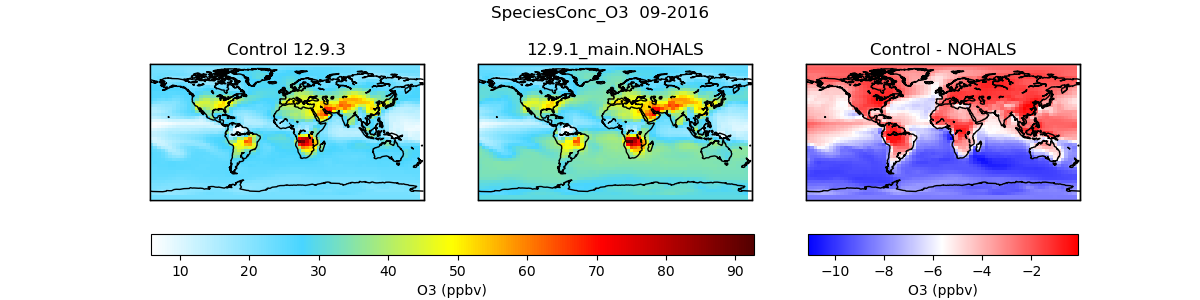 SpeciesConc_O3  09-2016
Control 12.9.3
12.9.1_main.NOHALS
Control - NOHALS
10 20 30 40 50 60 70 80 90
O3 (ppbv)
−10 −8 −6 −4 −2
O3 (ppbv)